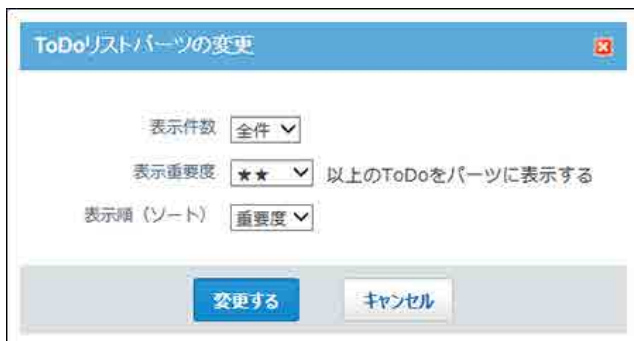 ToDoリストパーツの変更
表示件数 全件
表示重要度 ★★ 以上のToDoをパーツに表示する
表示順（ソート） 重要度
変更する キャンセル